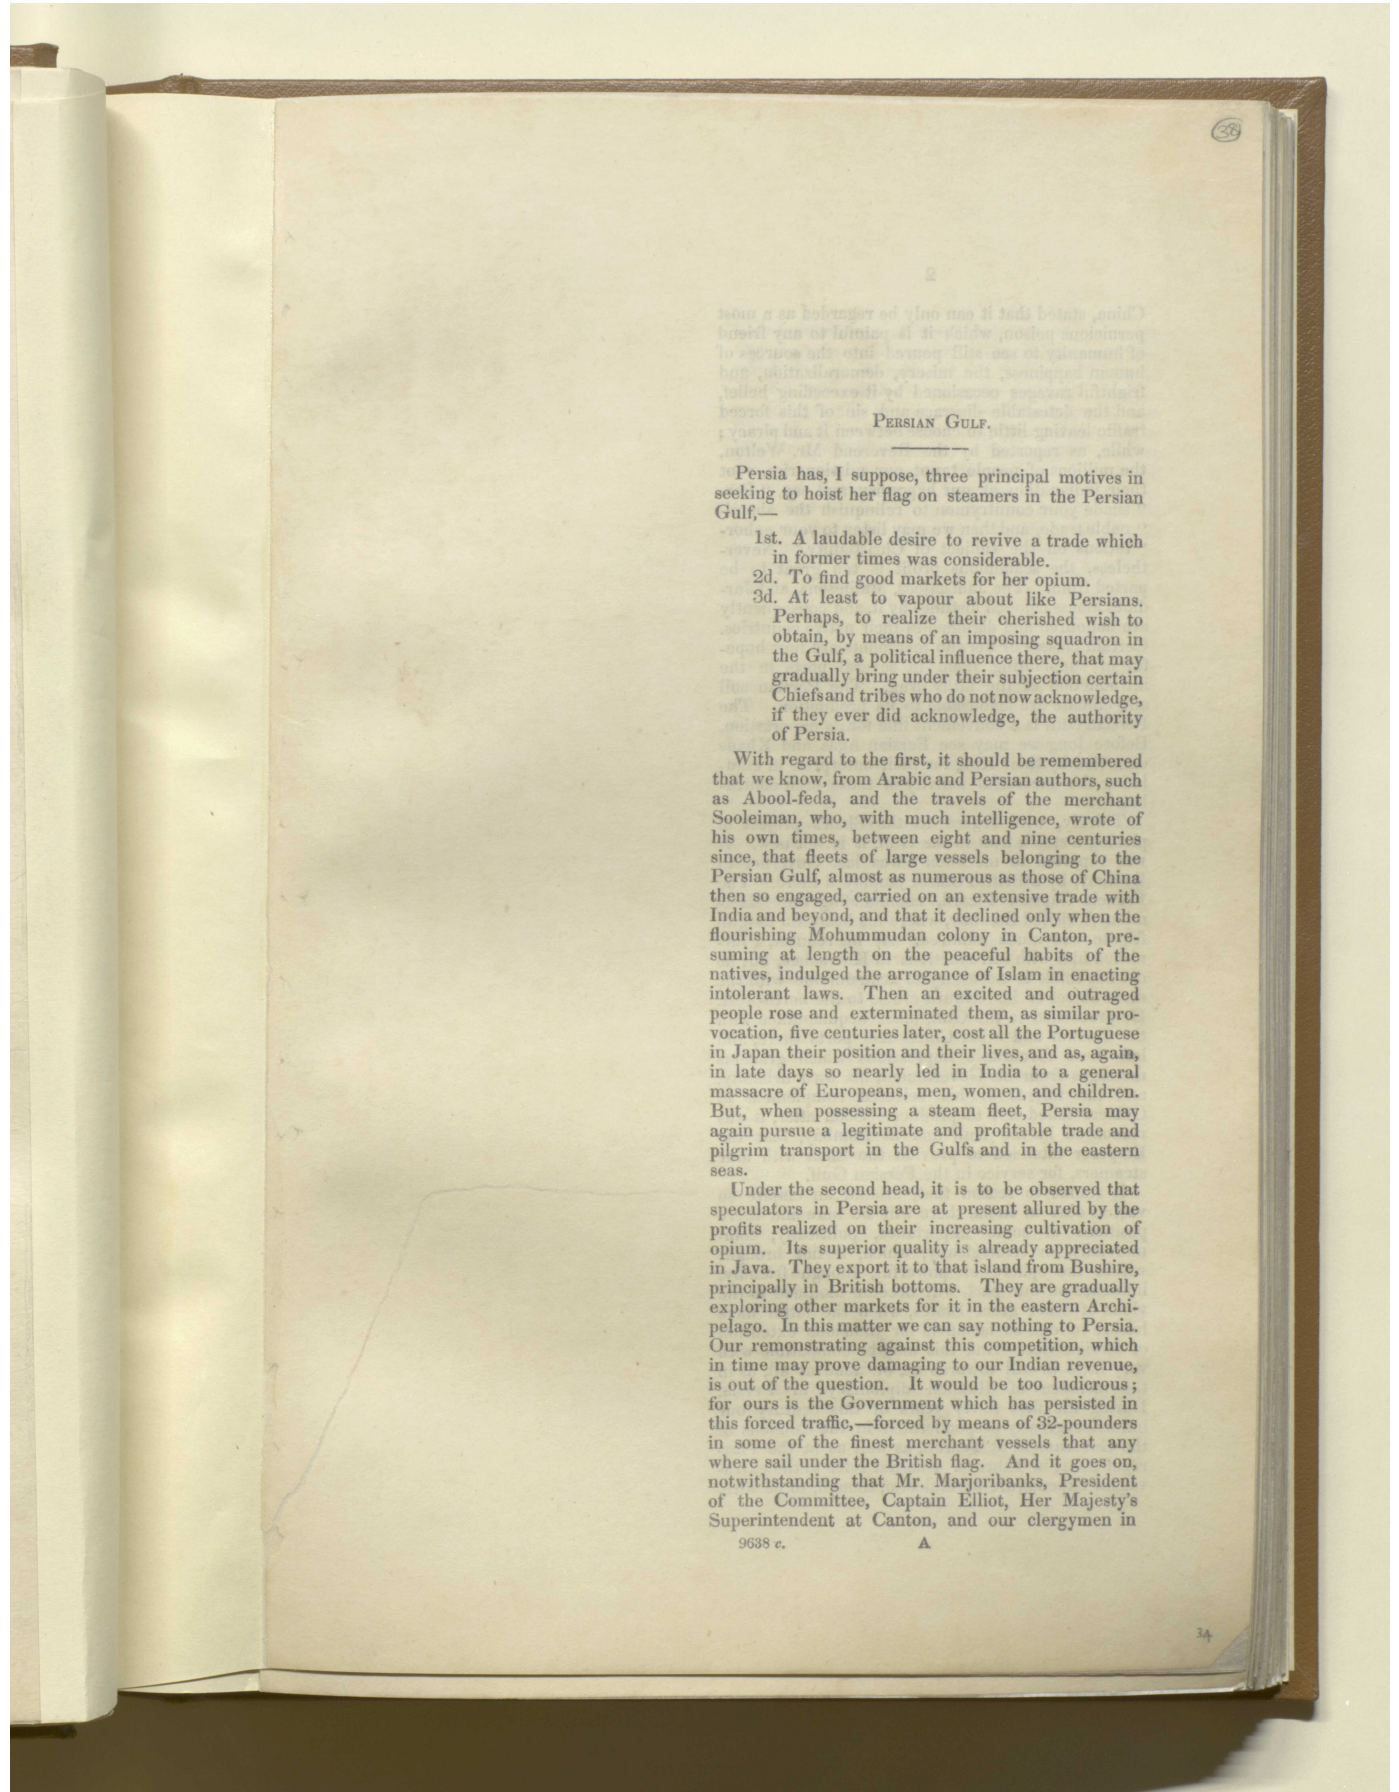 38
PERSIAN GULF.
Persia has, I suppose, three principal motives in
seeking to hoist her flag on steamers in the Persian
Gulf,—
1st. A laudable desire to revive a trade which
in former times was considerable.
2d. To find good markets for her opium.
3d. At least to vapour about like Persians.
Perhaps, to realize their cherished wish to
obtain, by means of an imposing squadron in
the Gulf, a political influence there, that may
gradually bring under their subjection certain
Chiefs and tribes who do not now acknowledge,
if they ever did acknowledge, the authority
of Persia.
With regard to the first, it should be remembered
that we know, from Arabic and Persian authors, such
as Abool-feda, and the travels of the merchant
Sooleiman, who, with much intelligence, wrote of
his own times, between eight and nine centuries
since, that fleets of large vessels belonging to the
Persian Gulf, almost as numerous as those of China
then so engaged, carried on an extensive trade with
India and beyond, and that it declined only when the
flourishing Mohummudan colony in Canton, pre-
suming at length on the peaceful habits of the
natives, indulged the arrogance of Islam in enacting
intolerant laws. Then an excited and outraged
people rose and exterminated them, as similar pro-
vocation, five centuries later, cost all the Portuguese
in Japan their position and their lives, and as, again,
in late days so nearly led in India to a general
massacre of Europeans, men, women, and children.
But, when possessing a steam fleet, Persia may
again pursue a legitimate and profitable trade and
pilgrim transport in the Gulfs and in the eastern
seas.
Under the second head, it is to be observed that
speculators in Persia are at present allured by the
profits realized on their increasing cultivation of
opium. Its superior quality is already appreciated
in Java. They export it to that island from Bushire,
principally in British bottoms. They are gradually
exploring other markets for it in the eastern Archi-
pelago. In this matter we can say nothing to Persia.
Our remonstrating against this competition, which
in time may prove damaging to our Indian revenue,
is out of the question. It would be too ludicrous;
for ours is the Government which has persisted in
this forced traffic,—forced by means of 32-pounders
in some of the finest merchant vessels that any
where sail under the British flag. And it goes on,
notwithstanding that Mr. Marjoribanks, President
of the Committee, Captain Elliot, Her Majesty's
Superintendent at Canton, and our clergymen in
9638 c. A
34